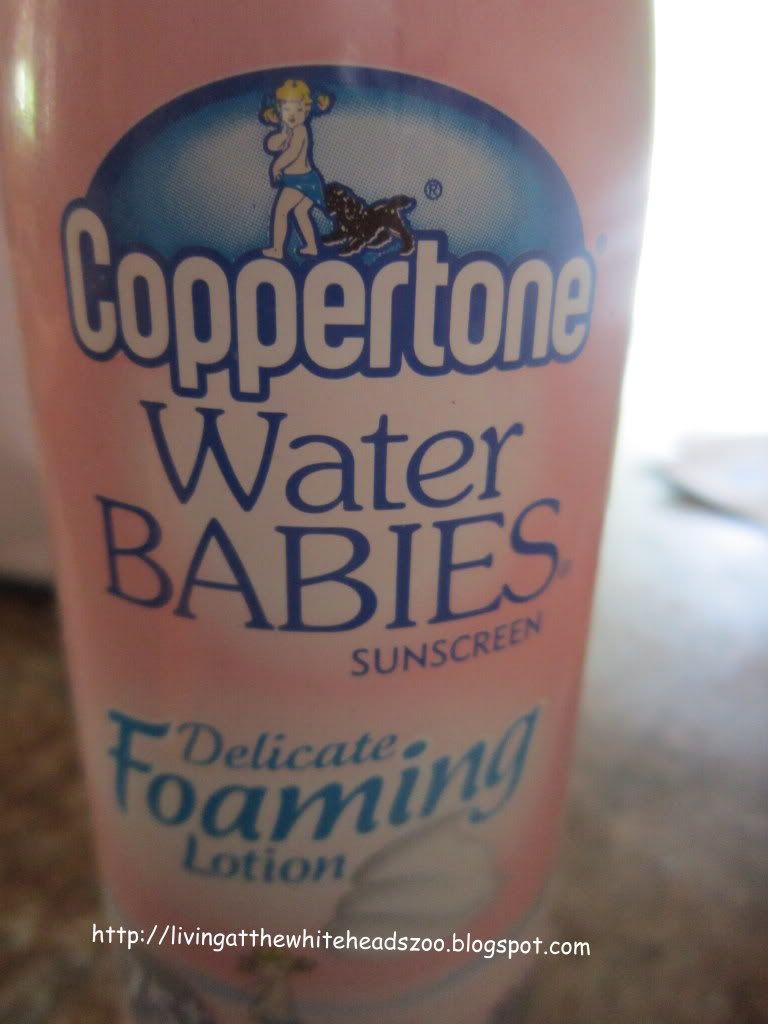 ®
Coppertone
Water
BABIES
SUNSCREEN
Delicate
Foaming
Lotion
http://livingatthewhiteheadszoo.blogspot.com